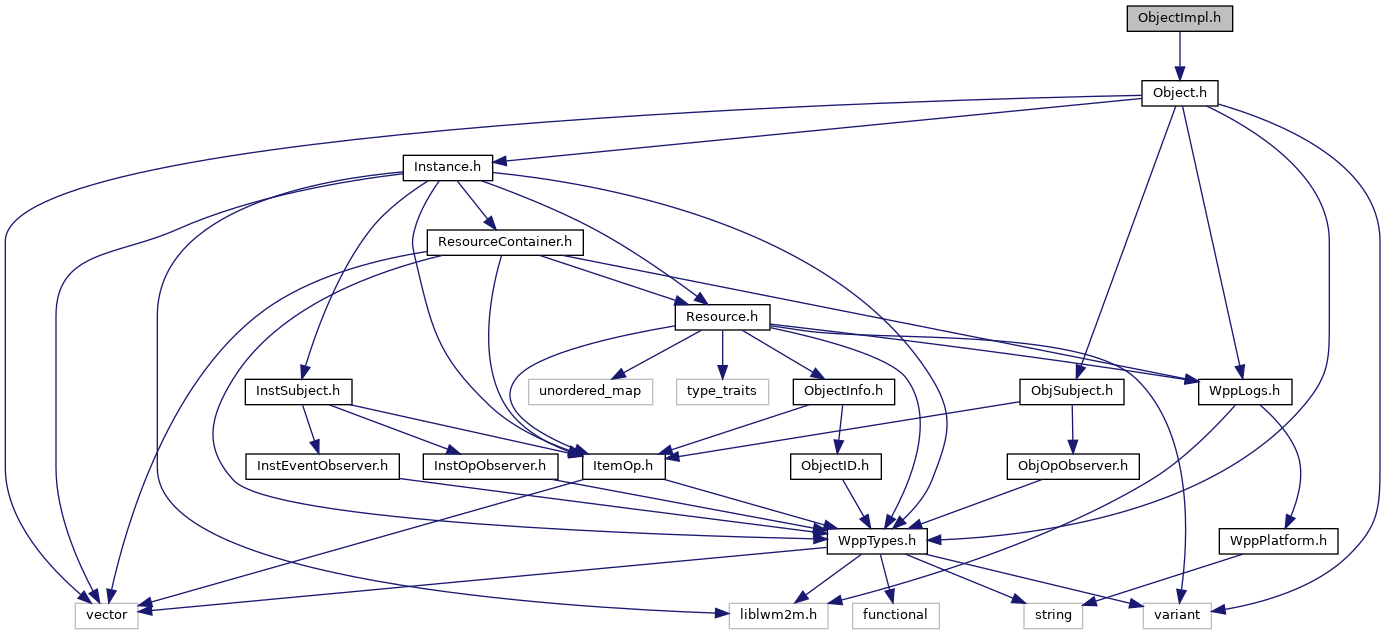 ObjectImpl.h
Object.h
Instance.h
ResourceContainer.h
Resource.h
InstSubject.h
unordered_map
type_traits
ObjectInfo.h
ObjSubject.h
WppLogs.h
InstEventObserver.h
InstOpObserver.h
ItemOp.h
ObjectID.h
ObjOpObserver.h
WppTypes.h
WppPlatform.h
vector
liblwm2m.h
functional
string
variant